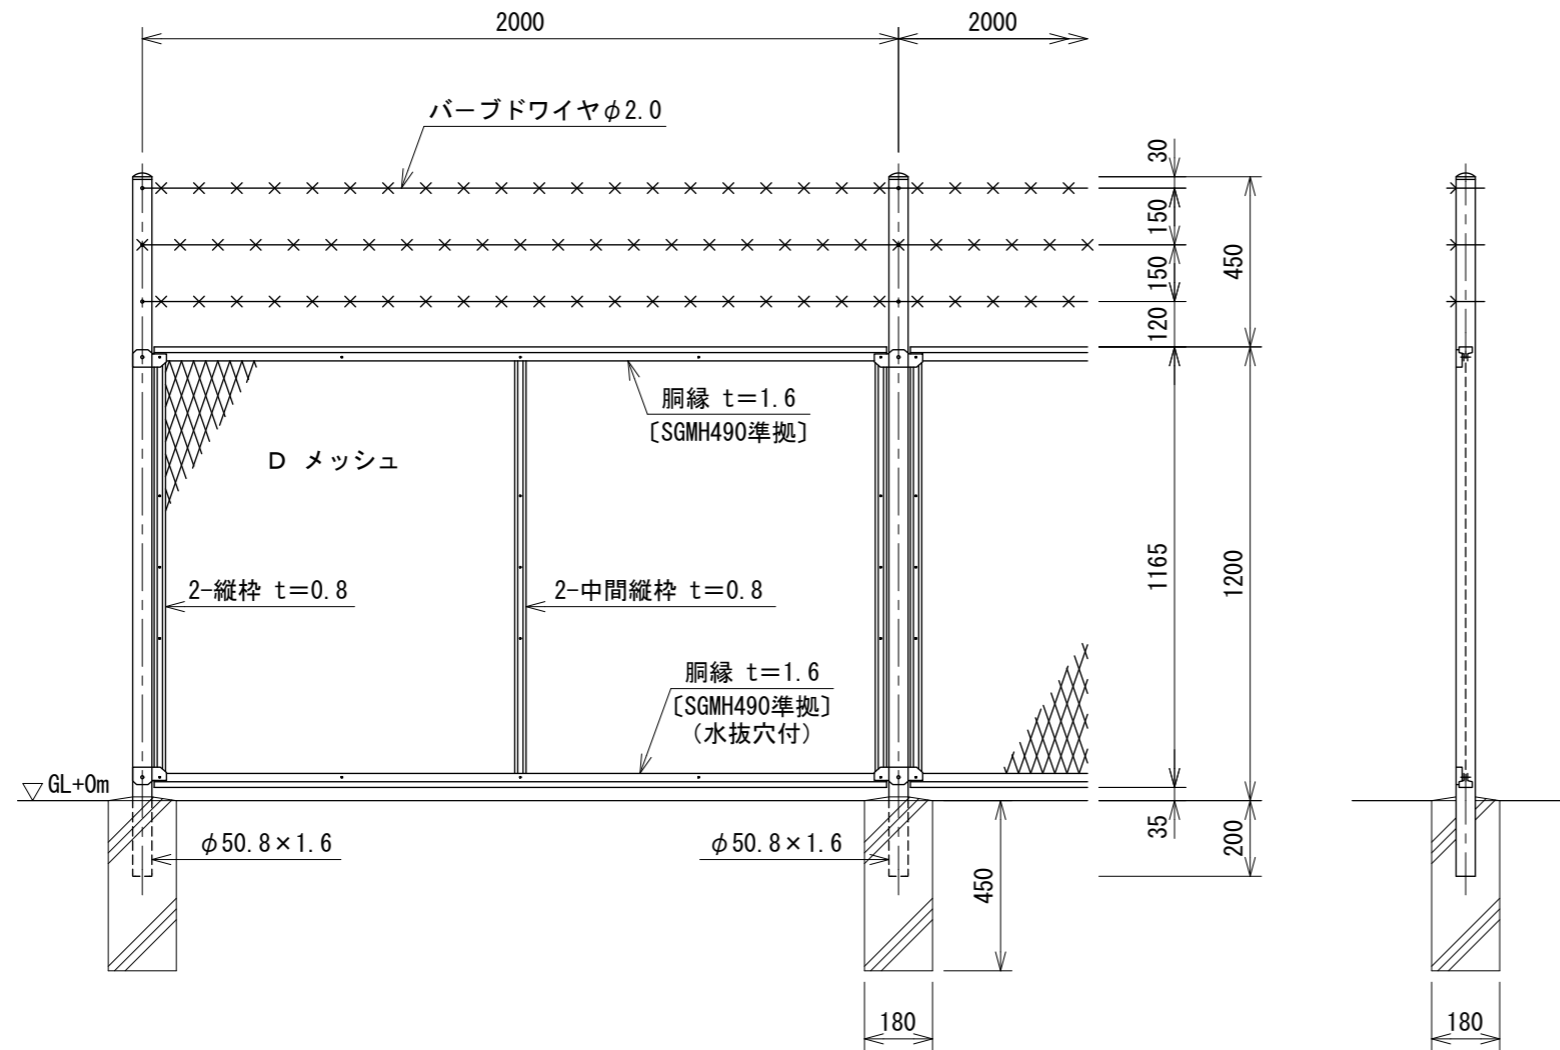 2000
2000
バーブドワイヤφ2.0
30
150
150
120
450
胴縁 t=1.6
〔SGMH490準拠〕
D メッシュ
1165
1200
2-縦枠 t=0.8
2-中間縦枠 t=0.8
胴縁 t=1.6
〔SGMH490準拠〕
(水抜穴付)
GL+0m
35
200
φ50.8×1.6
φ50.8×1.6
450
180
180